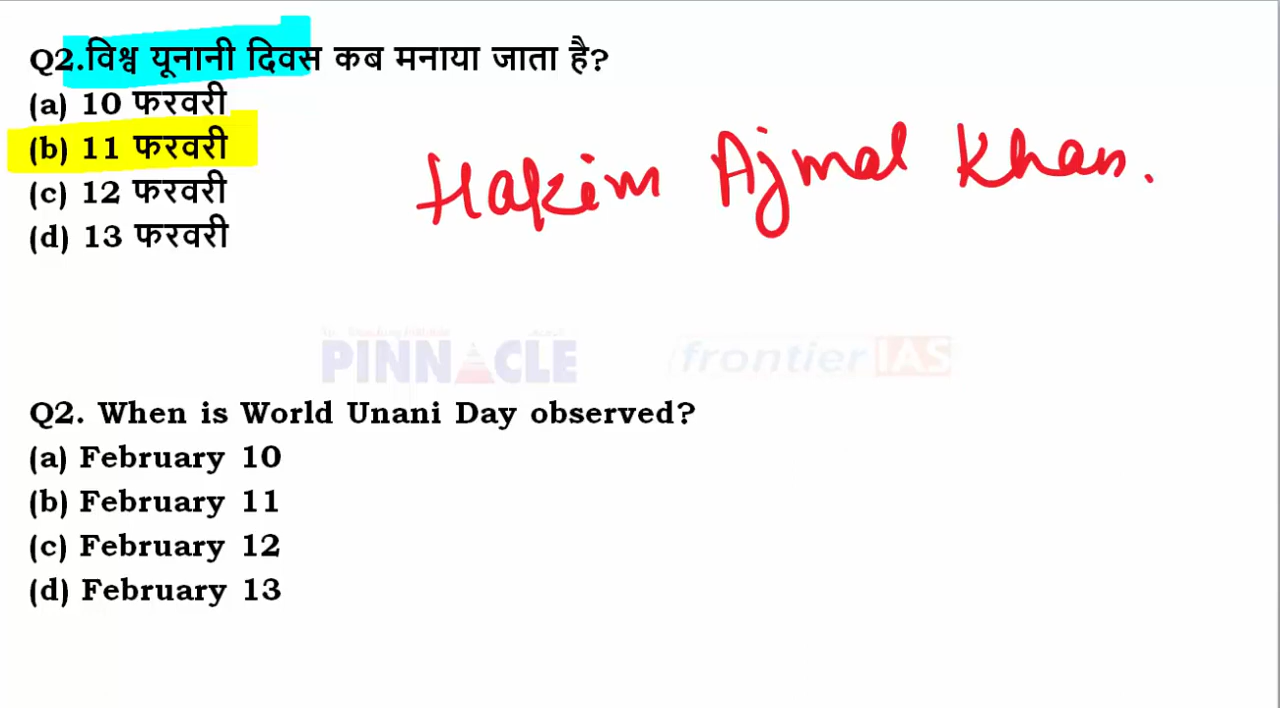 Q2.विश्व यूनानी दिवस कब मनाया जाता है?
(a) 10 फरवरी
(b) 11 फरवरी
(c) 12 फरवरी
(d) 13 फरवरी
Hakim Ajmal Khan.
PINNACLE
frontier IAS
Q2. When is World Unani Day observed?
(a) February 10
(b) February 11
(c) February 12
(d) February 13